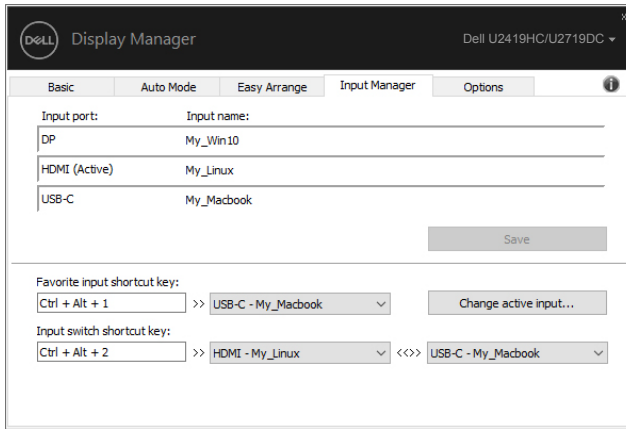 DELL Display Manager Dell U2419HC/U2719DC
Basic Auto Mode Easy Arrange Input Manager Options
Input port: Input name:
DP My_Win10
HDMI (Active) My_Linux
USB-C My_Macbook
Save
Favorite input shortcut key:
Ctrl + Alt + 1 >> USB-C - My_Macbook Change active input...
Input switch shortcut key:
Ctrl + Alt + 2 >> HDMI - My_Linux <<>> USB-C - My_Macbook